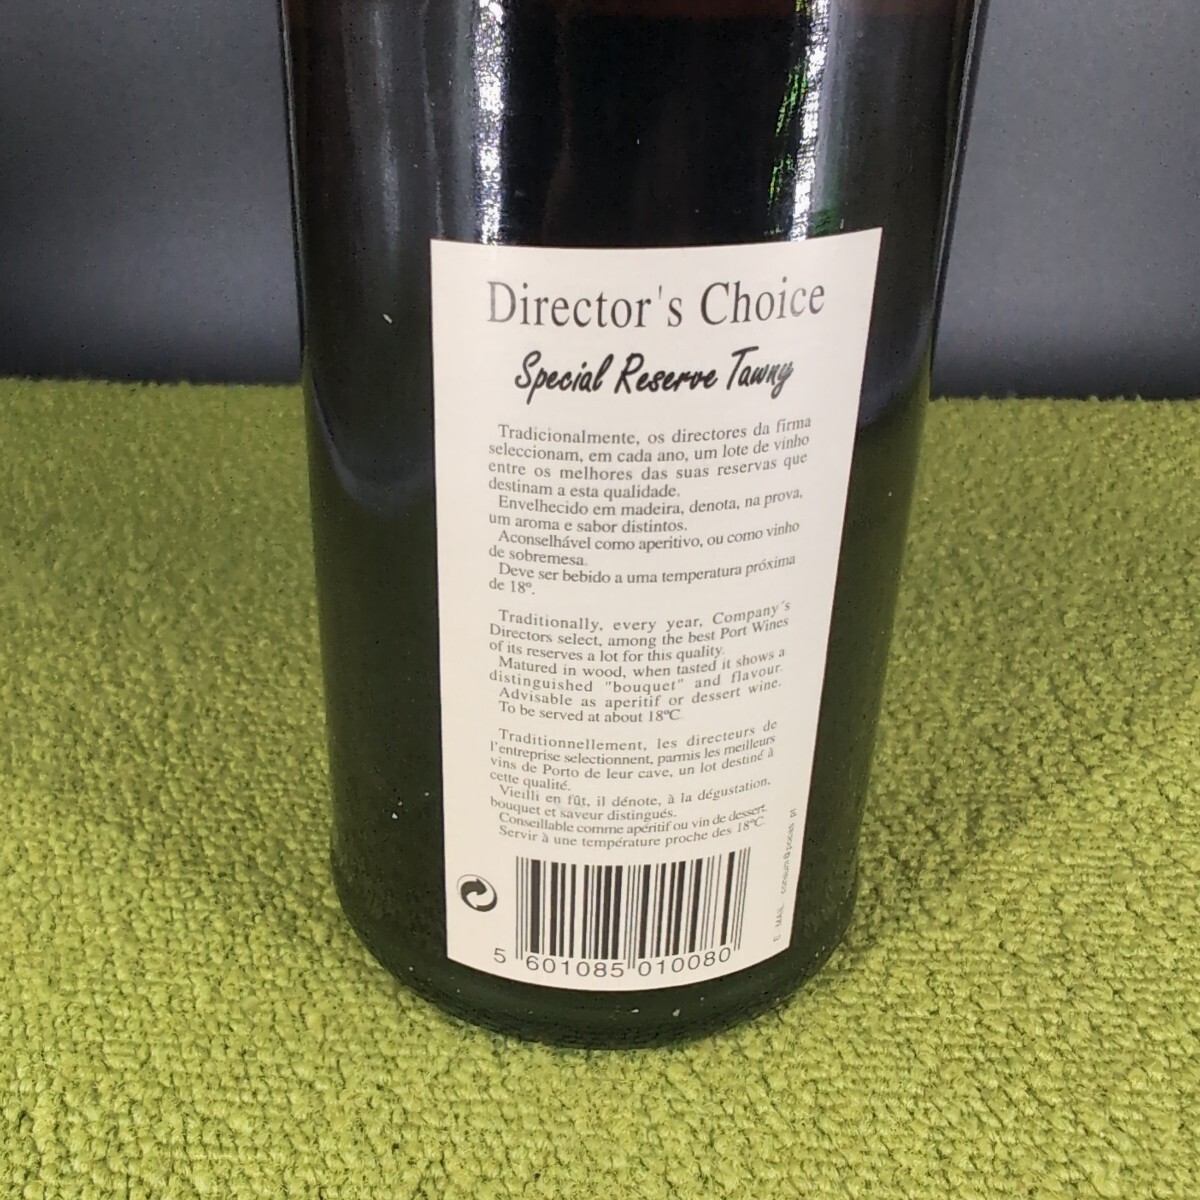 Director's Choice
Special Reserve Tawny
Tradicionalmente, os directores da firma
seleccionam, em cada ano, um lote de vinho
entre os melhores das suas reservas que
destinam a esta qualidade.
Envelhecido em madeira, denota, na prova,
um aroma e sabor distintos.
Aconselhável como aperitivo, ou como vinho
de sobremesa.
Deve ser bebido a uma temperatura próxima
de 18º.
Traditionally, every year, Company´s
Directors select, among the best Port Wines
of its reserves a lot for this quality.
Matured in wood, when tasted it shows a
distinguished "bouquet" and flavour.
Advisable as aperitif or dessert wine.
To be served at about 18ºC.
Traditionnellement, les directeurs de
l'entreprise selectionnent, parmis les meilleurs
vins de Porto de leur cave, un lot destiné à
cette qualité.
Vieilli en fût, il dénote, à la dégustation,
bouquet et saveur distingués.
Conseillable comme apéritif ou vin de dessert.
Servir à une température proche des 18ºC.
5 601085 010080
E-MAIL: consum@pocas.pt